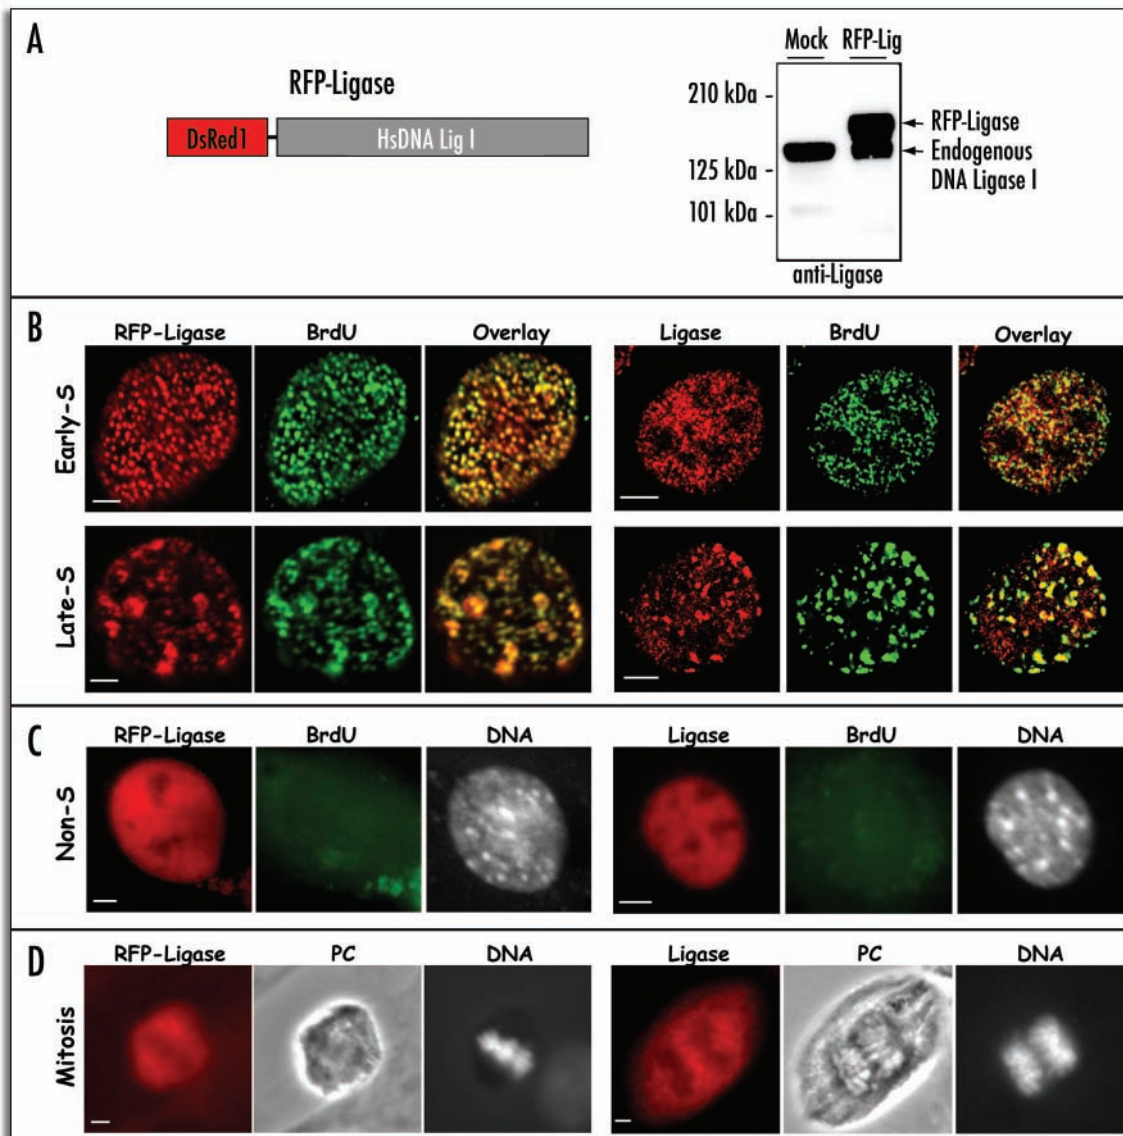 A
RFP-Ligase
DsRed1
HsDNA Lig I
Mock RFP-Lig
210 kDa -
125 kDa -
101 kDa -
RFP-Ligase
Endogenous
DNA Ligase I
anti-Ligase
B
RFP-Ligase BrdU Overlay Ligase BrdU Overlay
Early-S
Late-S
C
RFP-Ligase BrdU DNA Ligase BrdU DNA
Non-S
D
RFP-Ligase PC DNA Ligase PC DNA
Mitosis